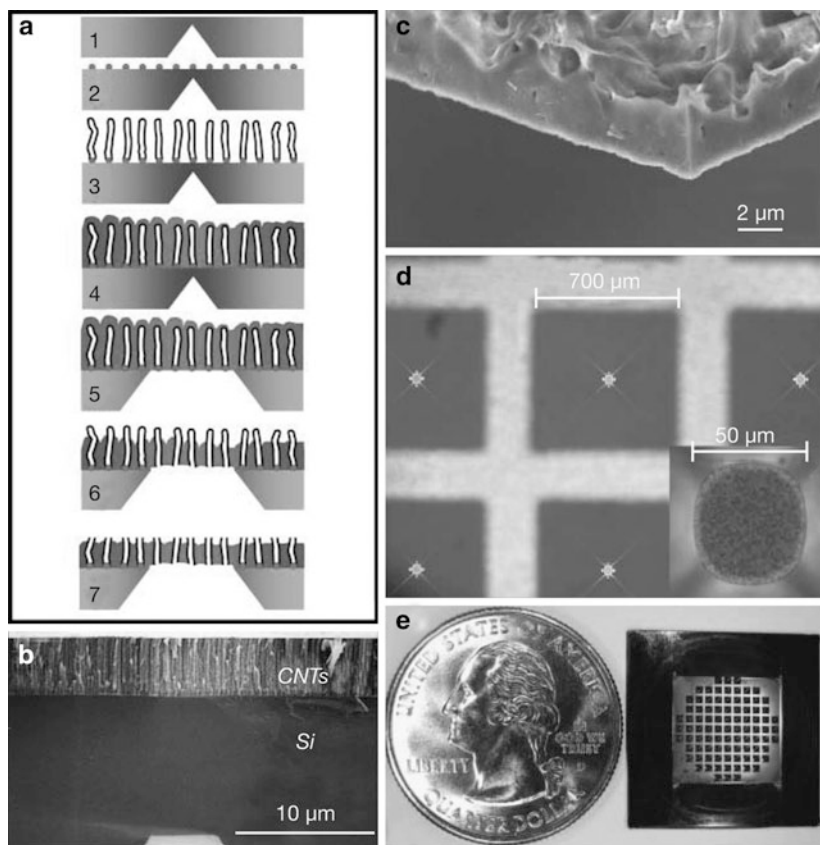 a
1
2
3
4
5
6
7
b
CNTs
Si
10 µm
c
2 µm
d
700 µm
50 µm
e
UNITED STATES OF AMERICA
LIBERTY
IN
GOD WE
TRUST
QUARTER DOLLAR